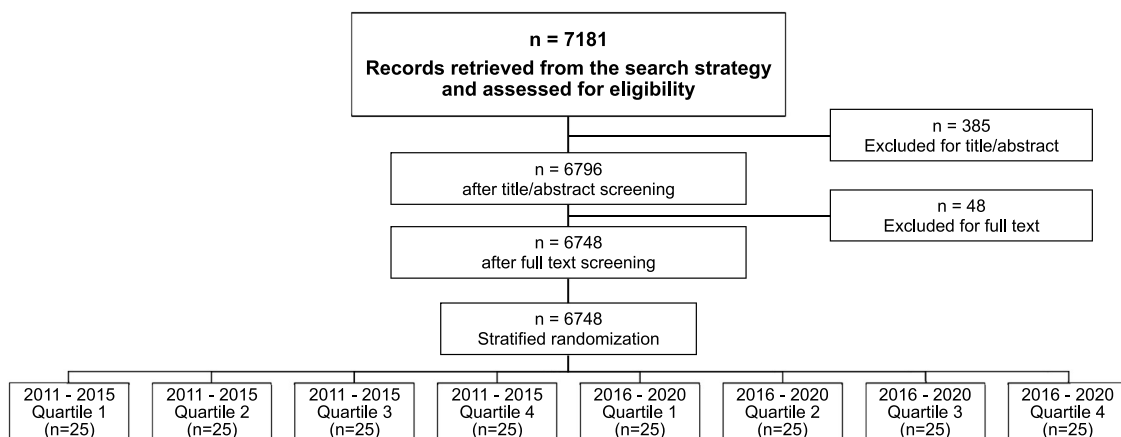 n = 7181
Records retrieved from the search strategy
and assessed for eligibility
n = 385
Excluded for title/abstract
n = 6796
after title/abstract screening
n = 48
Excluded for full text
n = 6748
after full text screening
n = 6748
Stratified randomization
2011 - 2015
Quartile 1
(n=25)
2011 - 2015
Quartile 2
(n=25)
2011 - 2015
Quartile 3
(n=25)
2011 - 2015
Quartile 4
(n=25)
2016 - 2020
Quartile 1
(n=25)
2016 - 2020
Quartile 2
(n=25)
2016 - 2020
Quartile 3
(n=25)
2016 - 2020
Quartile 4
(n=25)